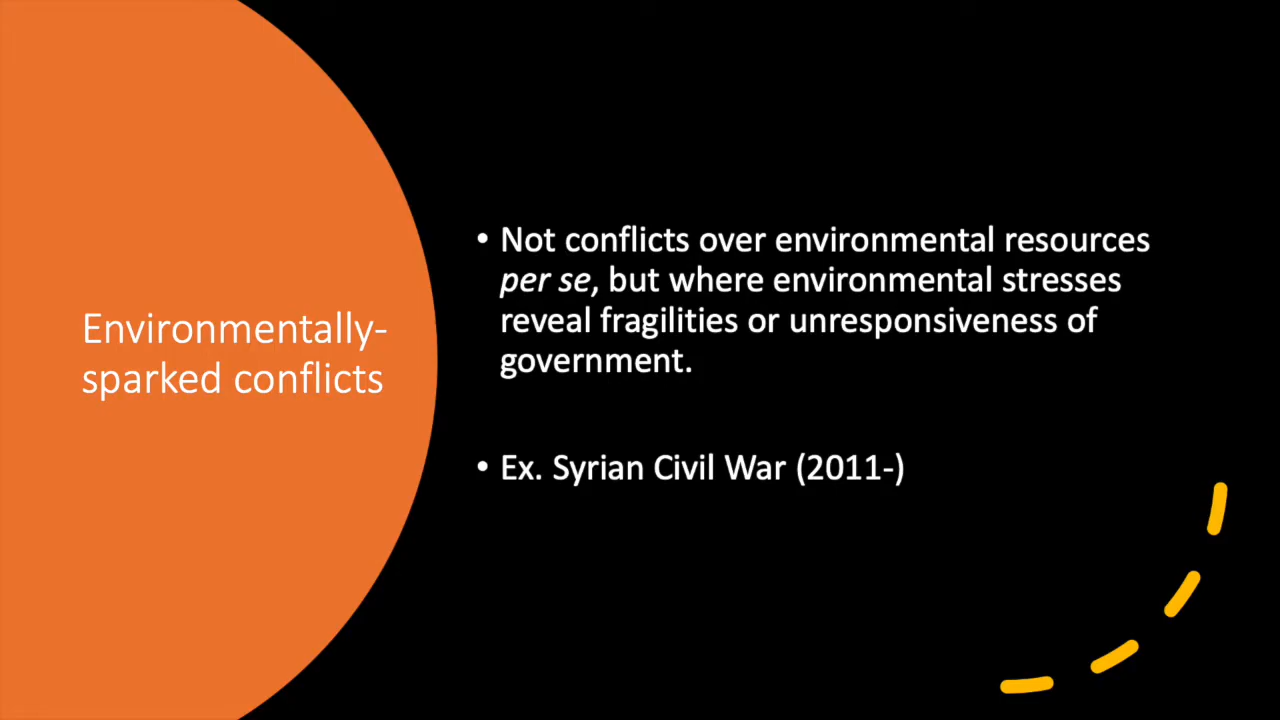 Environmentally-
sparked conflicts
• Not conflicts over environmental resources
per se, but where environmental stresses
reveal fragilities or unresponsiveness of
government.
• Ex. Syrian Civil War (2011-)